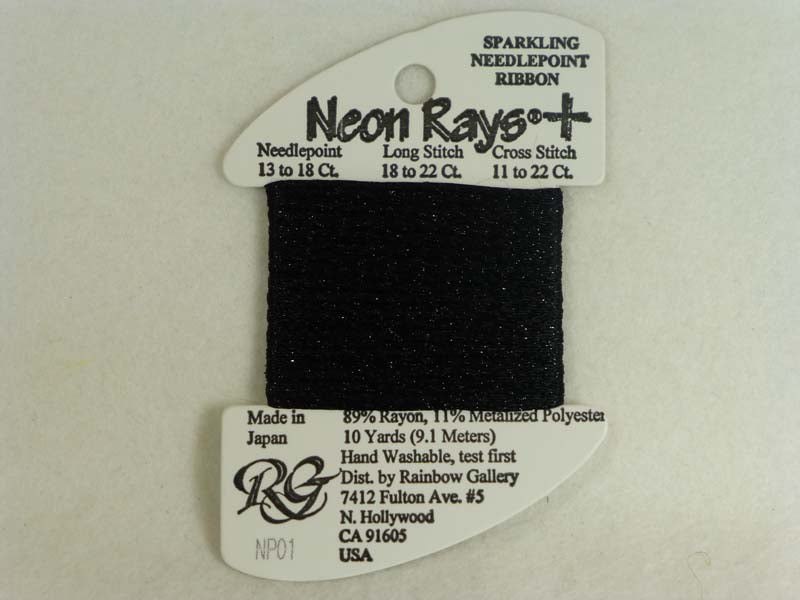 SPARKLING
NEEDLEPOINT
RIBBON
Neon Rays®+
Needlepoint Long Stitch Cross Stitch
13 to 18 Ct. 18 to 22 Ct. 11 to 22 Ct.
Made in
Japan
89% Rayon, 11% Metalized Polyester
10 Yards (9.1 Meters)
Hand Washable, test first
Dist. by Rainbow Gallery
7412 Fulton Ave. #5
N. Hollywood
CA 91605
USA
RG
NP01